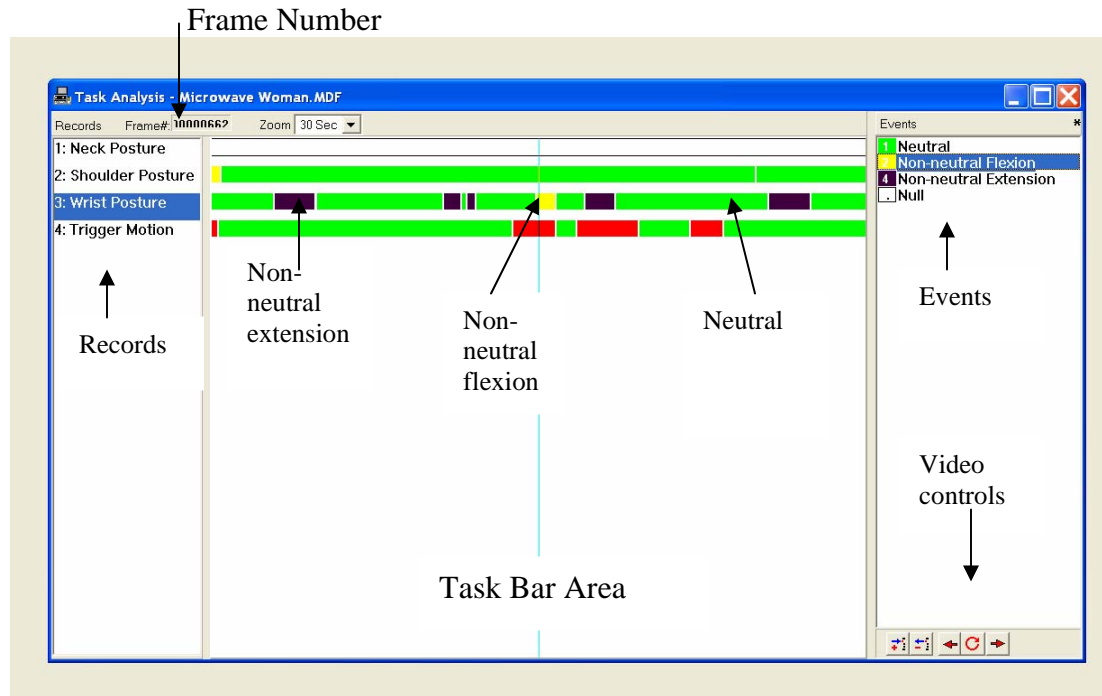 Frame Number
Task Analysis - Microwave Woman.MDF
Records Frame#: 00000662 Zoom 30 Sec
Events *
1: Neck Posture
2: Shoulder Posture
3: Wrist Posture
4: Trigger Motion
1 Neutral
2 Non-neutral Flexion
4 Non-neutral Extension
. Null
Non-
neutral
extension
Non-
neutral
flexion
Neutral
Events
Records
Video
controls
Task Bar Area